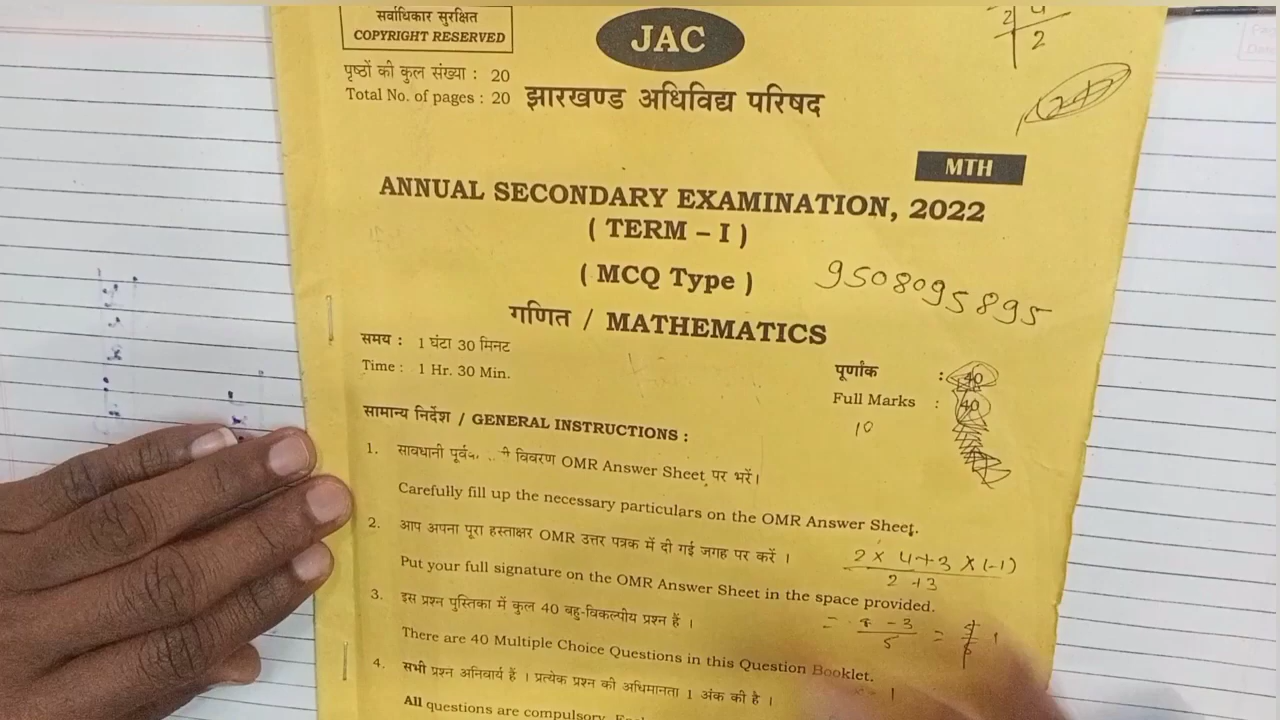 सर्वाधिकार सुरक्षित
COPYRIGHT RESERVED
JAC
2 4
2
पृष्ठों की कुल संख्या : 20
Total No. of pages : 20
झारखण्ड अधिविद्य परिषद
MTH
ANNUAL SECONDARY EXAMINATION, 2022
( TERM – I )
( MCQ Type )
9508095895
गणित / MATHEMATICS
समय : 1 घंटा 30 मिनट
Time : 1 Hr. 30 Min.
पूर्णांक : 40
Full Marks : 40
10
सामान्य निर्देश / GENERAL INSTRUCTIONS :
1. सावधानी विवरण OMR Answer Sheet पर भरें।
Carefully fill up the necessary particulars on the OMR Answer Sheet.
2. आप अपना पूरा हस्ताक्षर OMR उत्तर पत्रक में दी गई जगह पर करें ।
Put your full signature on the OMR Answer Sheet in the space provided.
2 × 4 + 3 × (-1)
2 + 3
3. इस प्रश्न पुस्तिका में कुल 40 बहु-विकल्पीय प्रश्न हैं ।
There are 40 Multiple Choice Questions in this Question Booklet.
4. सभी प्रश्न अनिवार्य हैं । प्रत्येक प्रश्न की अधिमानता 1 अंक की है ।
All questions are compulsory.